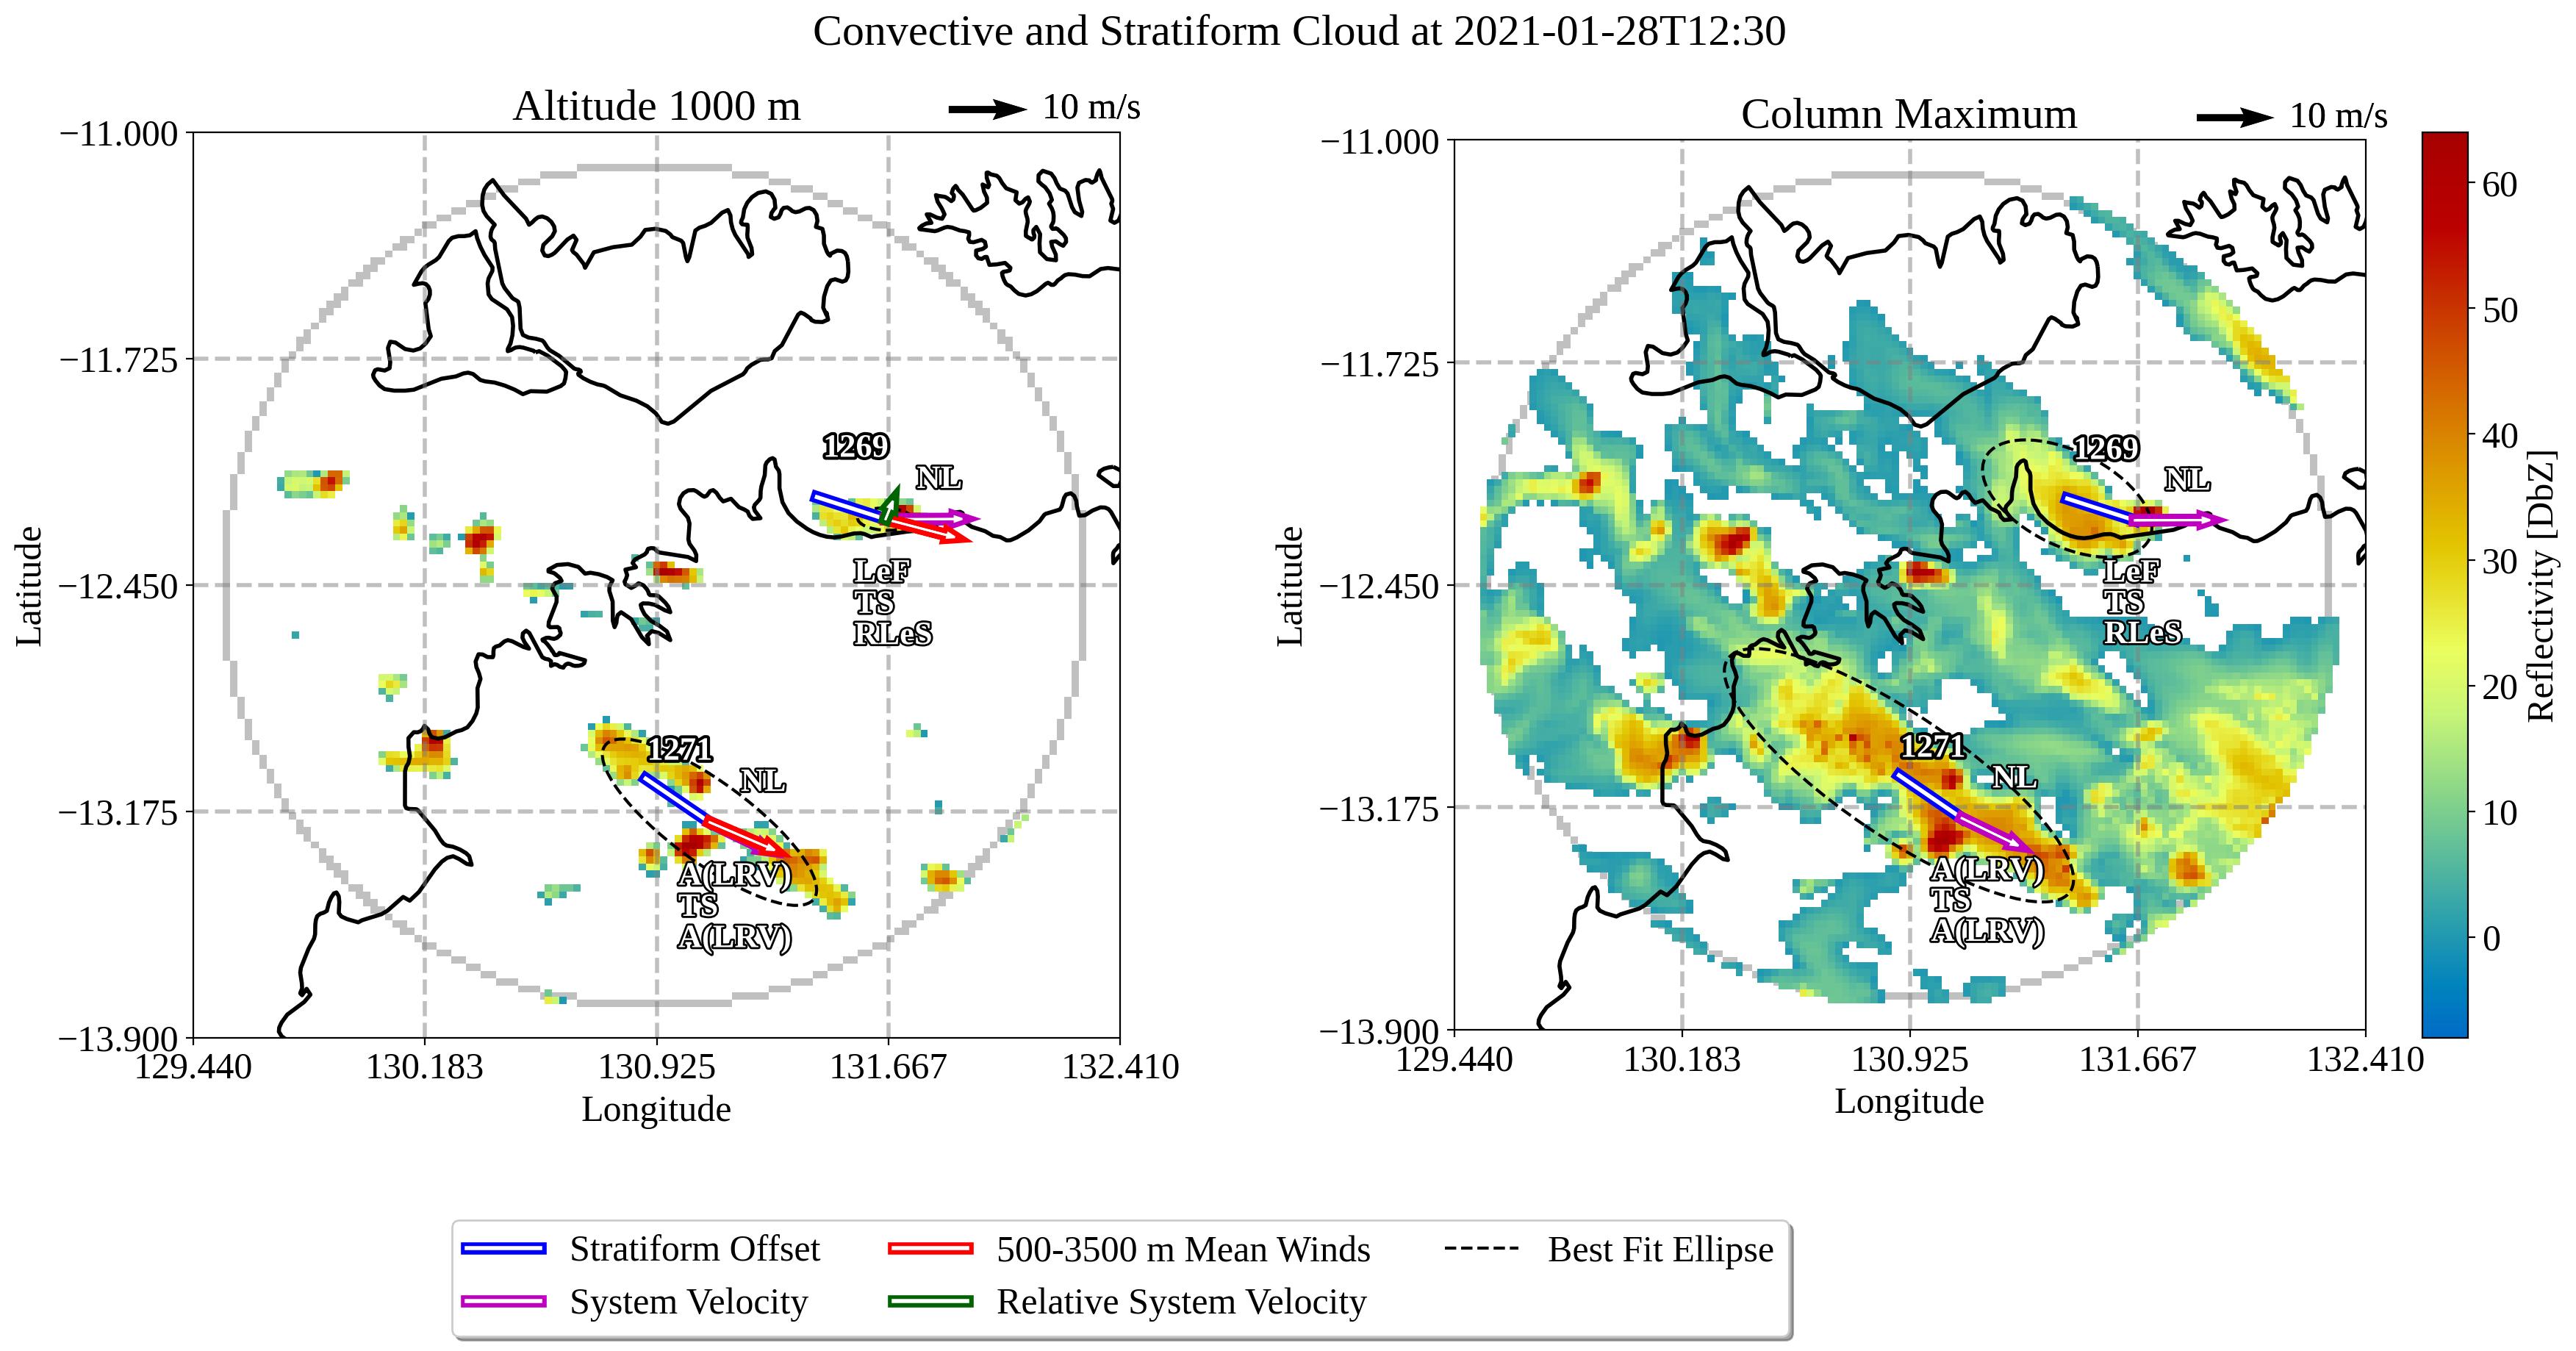 Convective and Stratiform Cloud at 2021-01-28T12:30
Altitude 1000 m
10 m/s
−11.000
−11.725
−12.450
−13.175
−13.900
Latitude
129.440
130.183
130.925
131.667
132.410
Longitude
1269
NL
LeF
TS
RLeS
1271
NL
A(LRV)
TS
A(LRV)
Column Maximum
10 m/s
−11.000
−11.725
−12.450
−13.175
−13.900
Latitude
129.440
130.183
130.925
131.667
132.410
Longitude
1269
NL
LeF
TS
RLeS
1271
NL
A(LRV)
TS
A(LRV)
60
50
40
30
20
10
0
Reflectivity [DbZ]
Stratiform Offset
System Velocity
500-3500 m Mean Winds
Relative System Velocity
Best Fit Ellipse